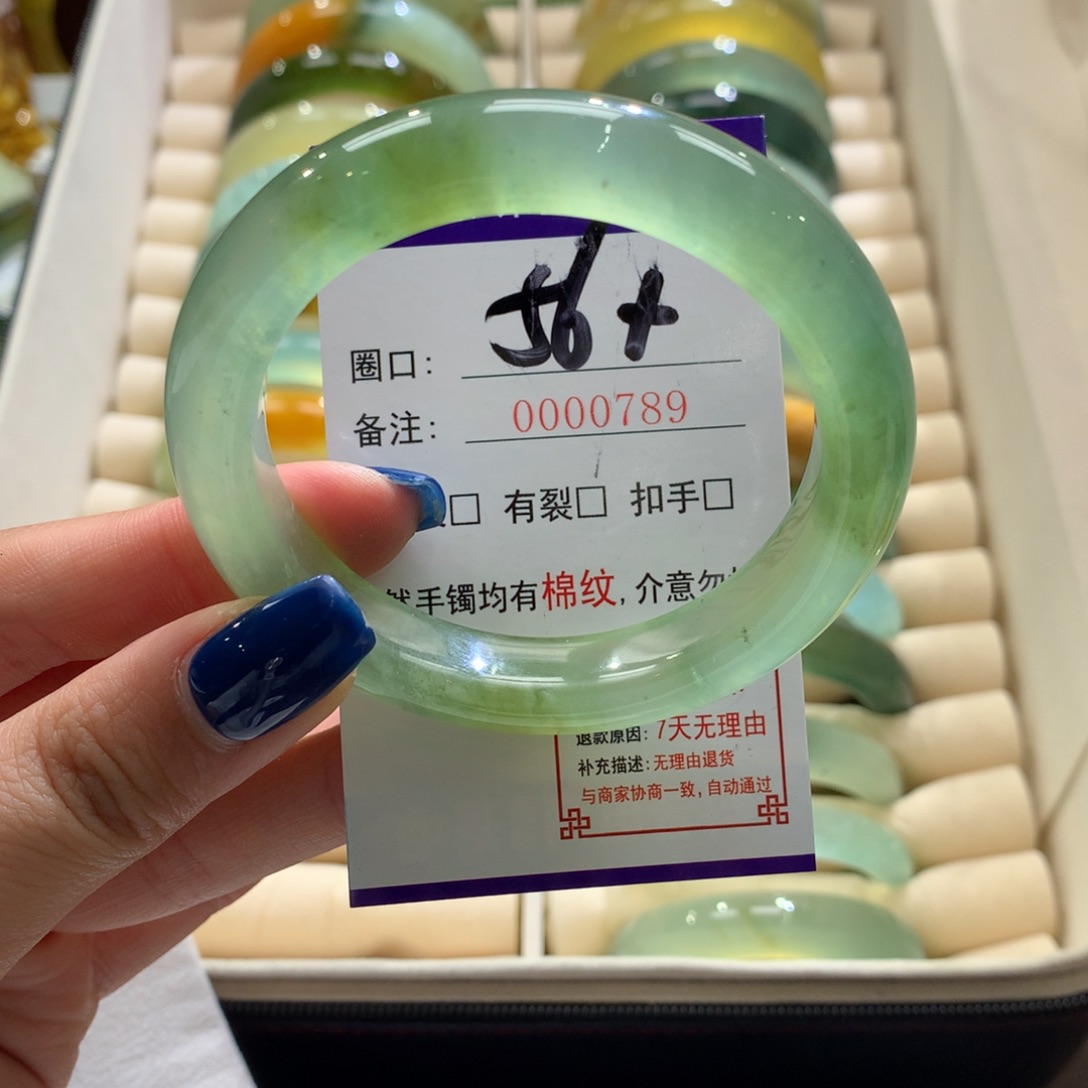 圈口: 56+
备注: 0000789
□ 有裂□ 扣手□
然手镯均有棉纹, 介意勿
退款原因: 7天无理由
补充描述: 无理由退货
与商家协商一致, 自动通过